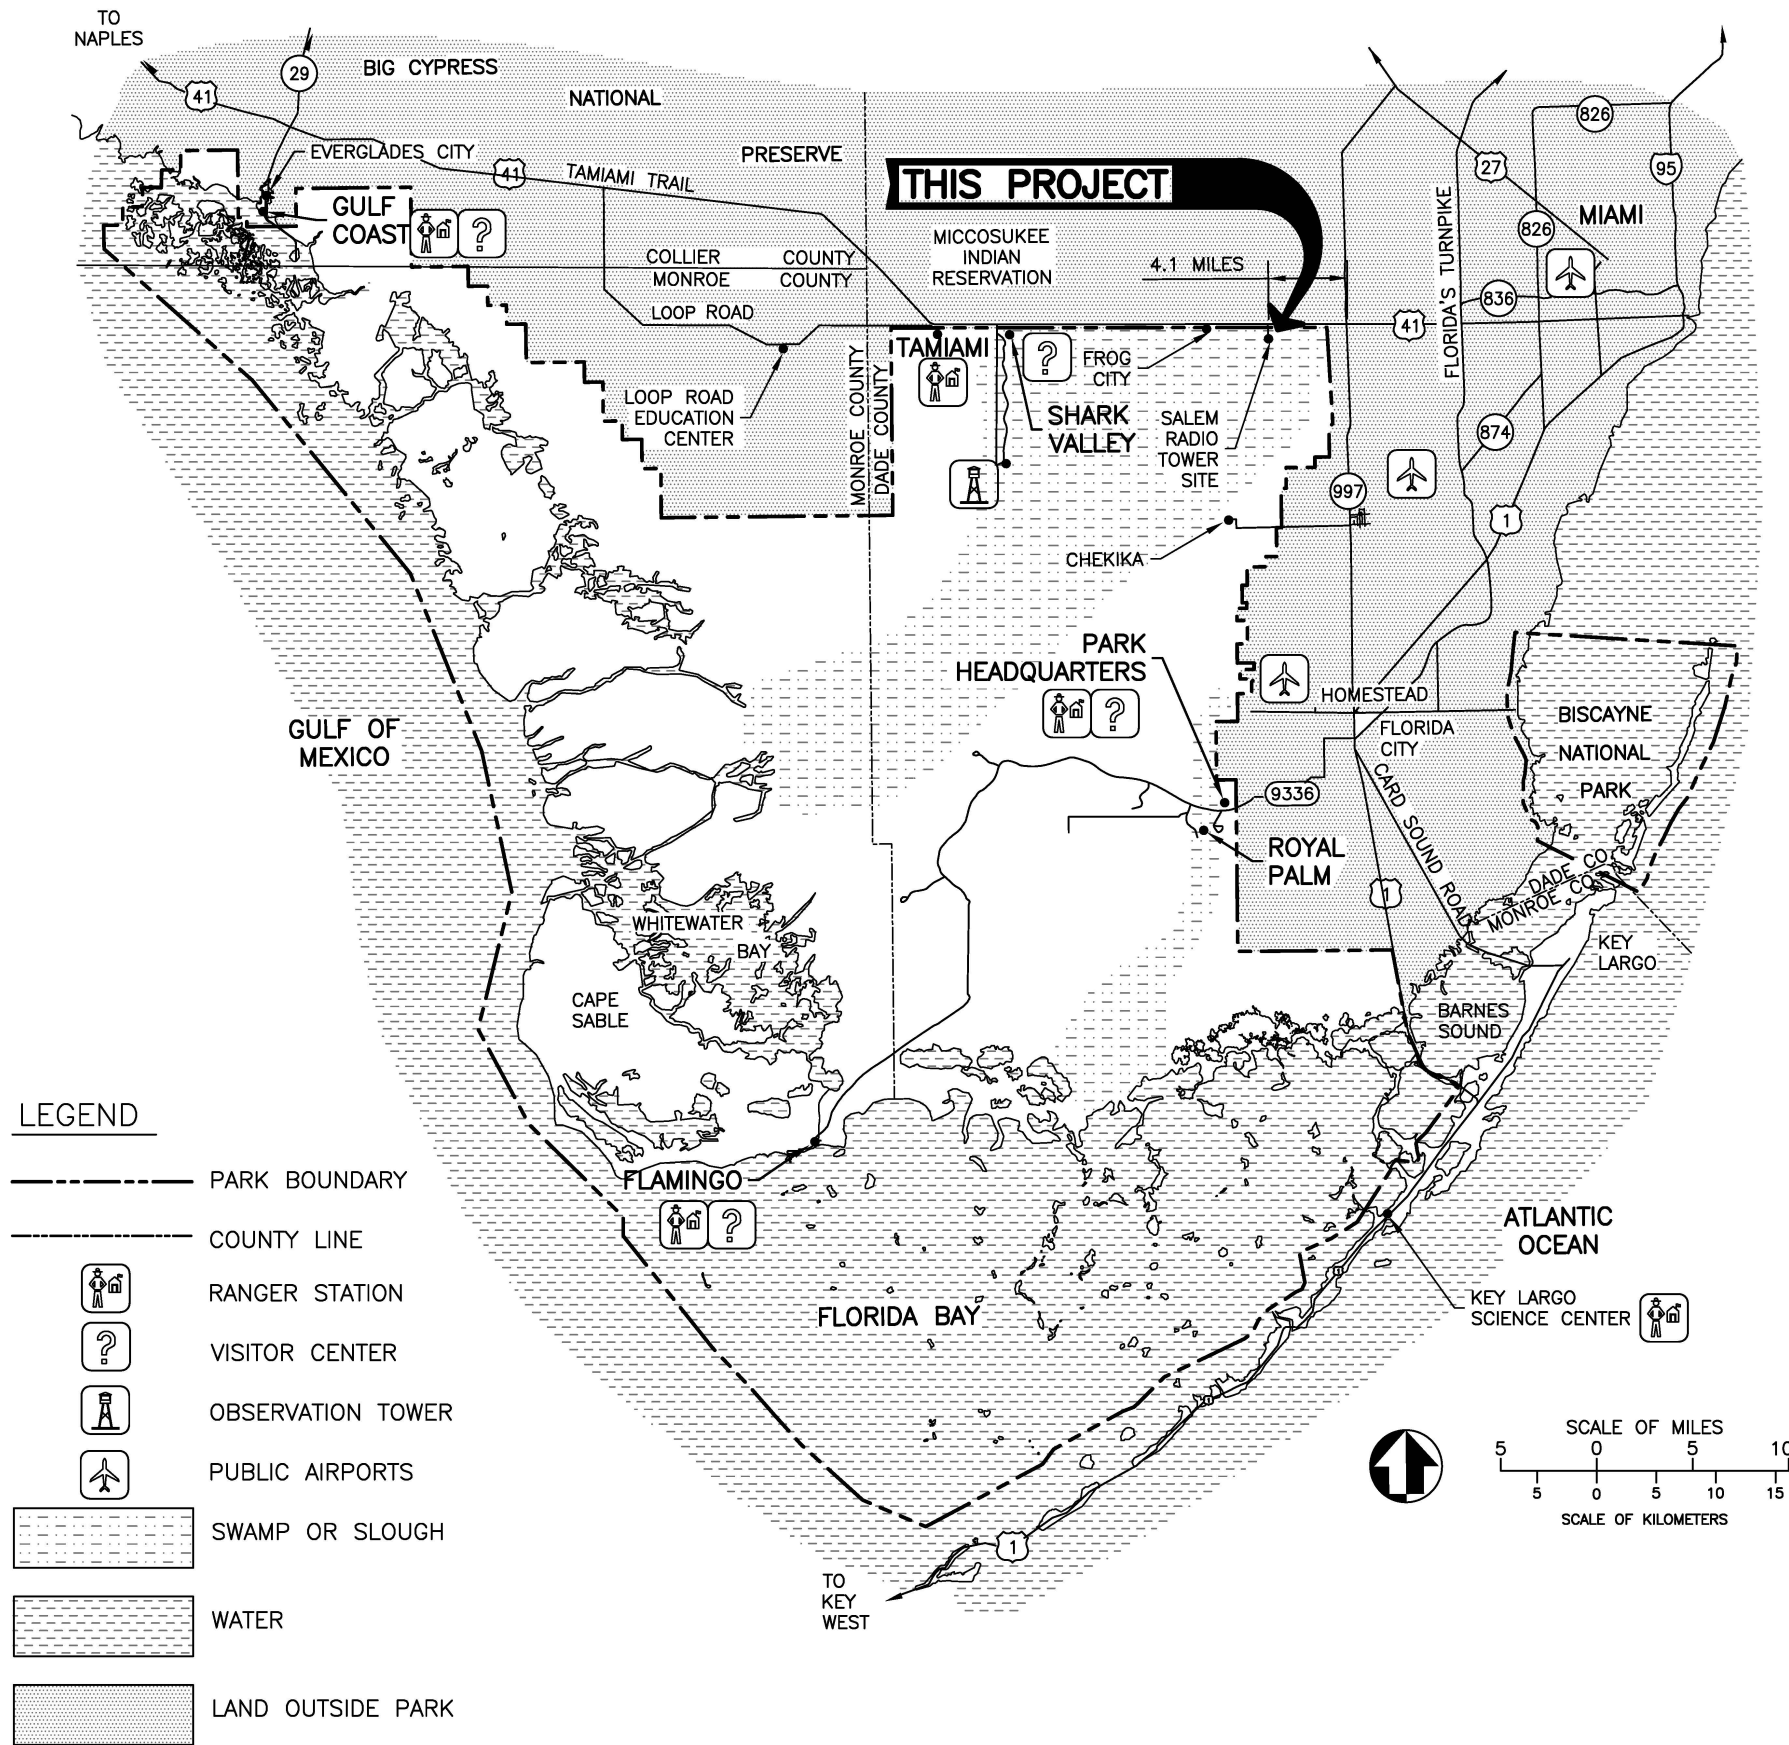 TO
NAPLES
41
29
BIG CYPRESS
NATIONAL
PRESERVE
EVERGLADES CITY
41
TAMIAMI TRAIL
THIS PROJECT
GULF
COAST
?
COLLIER COUNTY
MONROE COUNTY
LOOP ROAD
MICCOSUKEE
INDIAN
RESERVATION
4.1 MILES
826
27
95
FLORIDA'S TURNPIKE
826
MIAMI
836
41
TAMIAMI
?
FROG
CITY
LOOP ROAD
EDUCATION
CENTER
MONROE COUNTY
DADE COUNTY
SHARK
VALLEY
SALEM
RADIO
TOWER
SITE
874
997
1
CHEKIKA
PARK
HEADQUARTERS
?
HOMESTEAD
FLORIDA
CITY
BISCAYNE
NATIONAL
PARK
GULF OF
MEXICO
9336
CARD SOUND ROAD
ROYAL
PALM
1
DADE CO.
MONROE CO.
KEY
LARGO
WHITEWATER
BAY
CAPE
SABLE
BARNES
SOUND
FLAMINGO
?
FLORIDA BAY
ATLANTIC
OCEAN
KEY LARGO
SCIENCE CENTER
1
TO
KEY
WEST
LEGEND
PARK BOUNDARY
COUNTY LINE
RANGER STATION
? VISITOR CENTER
OBSERVATION TOWER
PUBLIC AIRPORTS
SWAMP OR SLOUGH
WATER
LAND OUTSIDE PARK
SCALE OF MILES
5 0 5 10
5 0 5 10 15
SCALE OF KILOMETERS